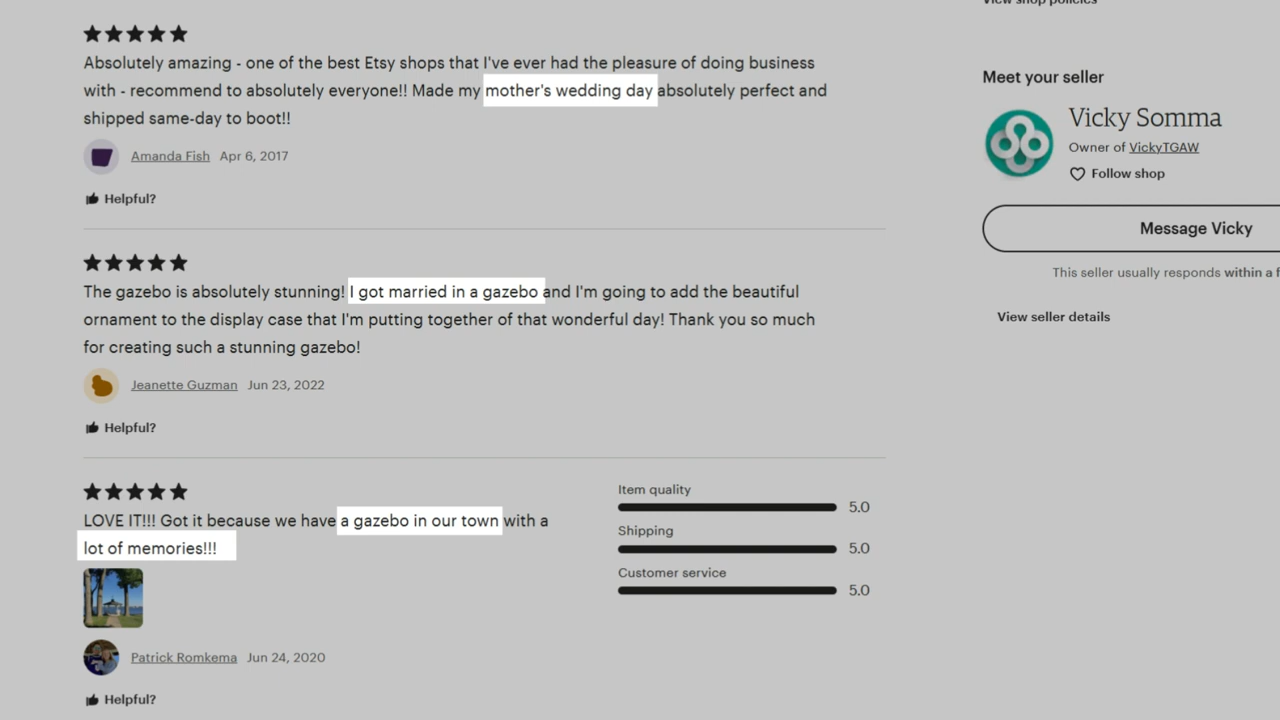 View shop policies
★★★★★
Absolutely amazing - one of the best Etsy shops that I've ever had the pleasure of doing business
with - recommend to absolutely everyone!! Made my mother's wedding day absolutely perfect and
shipped same-day to boot!!
Amanda Fish Apr 6, 2017
Helpful?
★★★★★
The gazebo is absolutely stunning! I got married in a gazebo and I'm going to add the beautiful
ornament to the display case that I'm putting together of that wonderful day! Thank you so much
for creating such a stunning gazebo!
Jeanette Guzman Jun 23, 2022
Helpful?
★★★★★
LOVE IT!!! Got it because we have a gazebo in our town with a
lot of memories!!!
Patrick Romkema Jun 24, 2020
Helpful?
Item quality 5.0
Shipping 5.0
Customer service 5.0
Meet your seller
Vicky Somma
Owner of VickyTGAW
Follow shop
Message Vicky
This seller usually responds within a f
View seller details